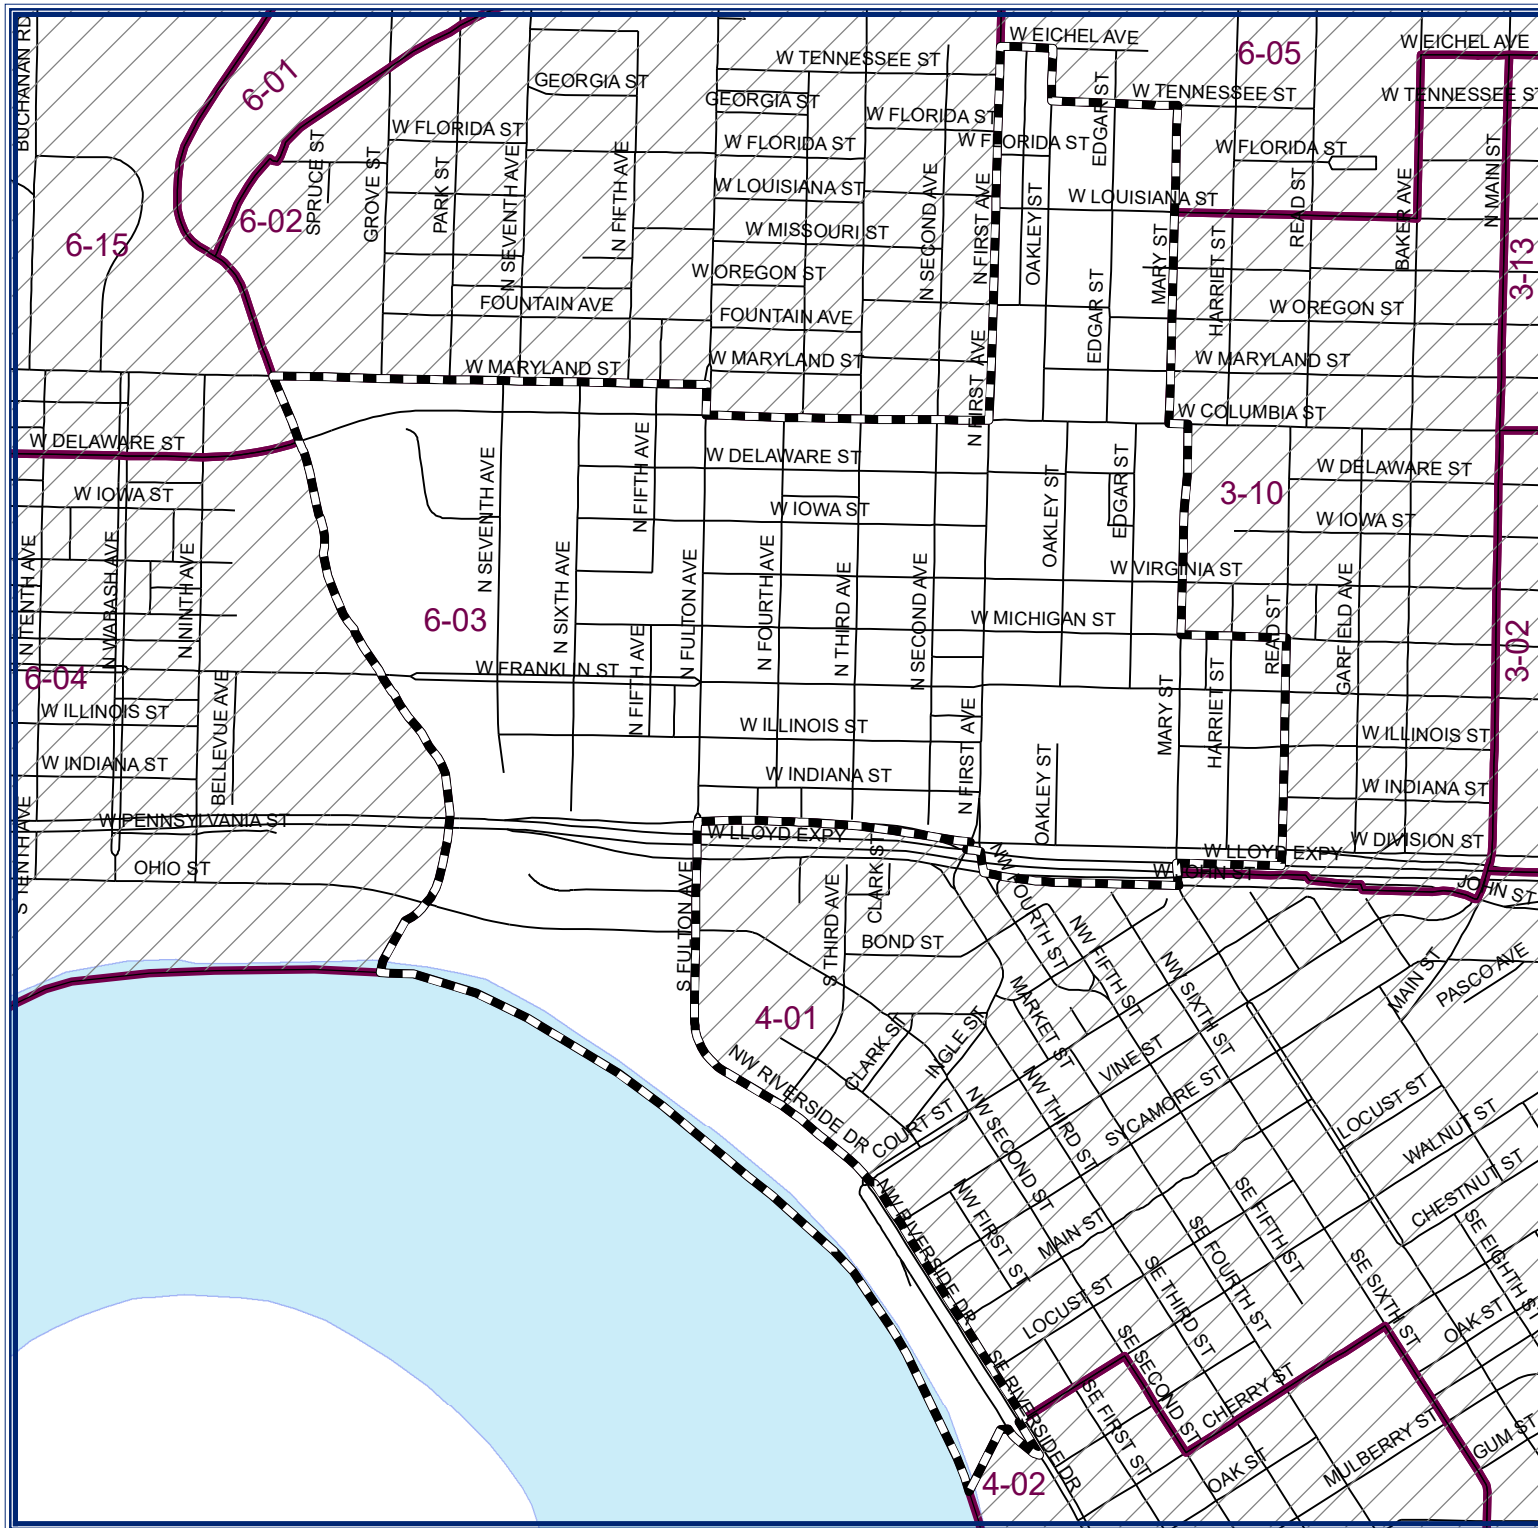 BUCHANAN RD
6-01
W EICHEL AVE
6-05
W EICHEL AVE
W TENNESSEE ST
GEORGIA ST
GEORGIA ST
EDGAR ST
W TENNESSEE ST
W TENNESSEE ST
W FLORIDA ST
W FLORIDA ST
W FLORIDA ST
W FLORIDA ST
W FLORIDA ST
SPRUCE ST
GROVE ST
PARK ST
N SEVENTH AVE
N FIFTH AVE
W LOUISIANA ST
N SECOND AVE
N FIRST AVE
OAKLEY ST
W LOUISIANA ST
READ ST
BAKER AVE
N MAIN ST
6-02
6-15
W MISSOURI ST
MARY ST
HARRIET ST
3-13
W OREGON ST
W OREGON ST
FOUNTAIN AVE
FOUNTAIN AVE
EDGAR ST
W MARYLAND ST
W MARYLAND ST
W MARYLAND ST
N FIRST AVE
W COLUMBIA ST
W DELAWARE ST
W DELAWARE ST
W DELAWARE ST
N SEVENTH AVE
N FIFTH AVE
OAKLEY ST
EDGAR ST
3-10
W IOWA ST
W IOWA ST
W IOWA ST
N TENTH AVE
N WABASH AVE
N NINTH AVE
N SIXTH AVE
N FULTON AVE
N FOURTH AVE
N THIRD AVE
N SECOND AVE
W VIRGINIA ST
6-03
W MICHIGAN ST
READ ST
GARFIELD AVE
3-02
6-04
W FRANKLIN ST
N FIFTH AVE
BELLEVUE AVE
MARY ST
HARRIET ST
W ILLINOIS ST
W ILLINOIS ST
W ILLINOIS ST
N FIRST AVE
OAKLEY ST
W INDIANA ST
W INDIANA ST
W INDIANA ST
S TENTH AVE
W PENNSYLVANIA ST
W LLOYD EXPY
W LLOYD EXPY
W DIVISION ST
OHIO ST
W JOHN ST
JOHN ST
S FULTON AVE
S THIRD AVE
CLARK ST
NW FOURTH ST
BOND ST
NW FIFTH ST
NW SIXTH ST
MAIN ST
PASCO AVE
4-01
MARKET ST
CLARK ST
INGLE ST
NW RIVERSIDE DR
VINE ST
NW THIRD ST
SYCAMORE ST
LOCUST ST
WALNUT ST
COURT ST
NW SECOND ST
CHESTNUT ST
NW RIVERSIDE DR
NW FIRST ST
MAIN ST
SE FIFTH ST
SE FOURTH ST
SE EIGHTH ST
SE THIRD ST
SE SIXTH ST
LOCUST ST
OAK ST
SE RIVERSIDE DR
SE SECOND ST
SE FIRST ST
CHERRY ST
MULBERRY ST
GUM ST
OAK ST
4-02